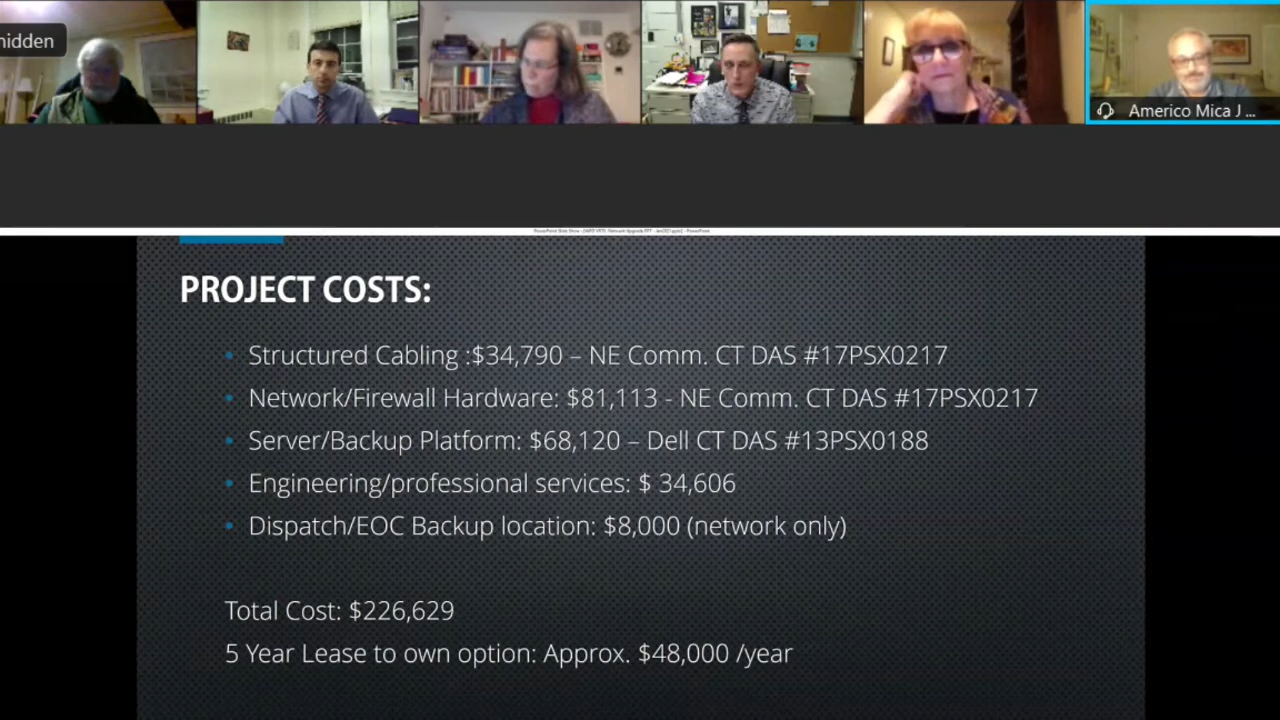 hidden
Americo Mica J ...
PROJECT COSTS:
• Structured Cabling :$34,790 – NE Comm. CT DAS #17PSX0217
• Network/Firewall Hardware: $81,113 - NE Comm. CT DAS #17PSX0217
• Server/Backup Platform: $68,120 – Dell CT DAS #13PSX0188
• Engineering/professional services: $ 34,606
• Dispatch/EOC Backup location: $8,000 (network only)
Total Cost: $226,629
5 Year Lease to own option: Approx. $48,000 /year